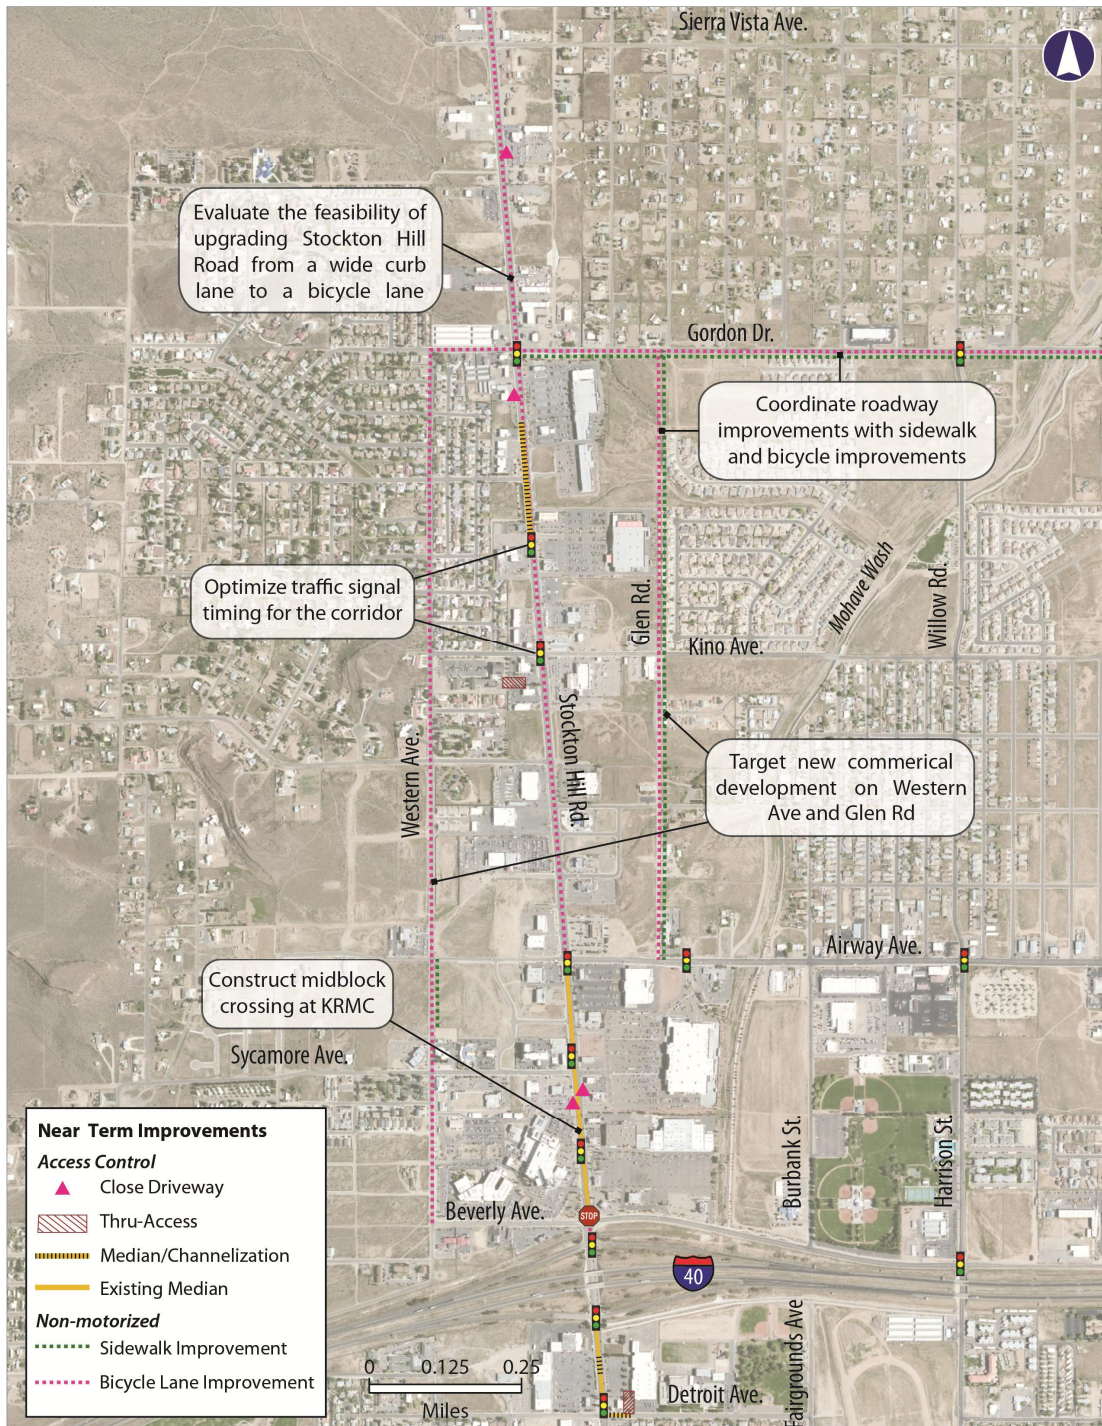 Sierra Vista Ave.
Evaluate the feasibility of
upgrading Stockton Hill
Road from a wide curb
lane to a bicycle lane
Gordon Dr.
Coordinate roadway
improvements with sidewalk
and bicycle improvements
Optimize traffic signal
timing for the corridor
Glen Rd.
Mohave Wash
Willow Rd.
Kino Ave.
Stockton Hill Rd.
Western Ave.
Target new commerical
development on Western
Ave and Glen Rd
Airway Ave.
Construct midblock
crossing at KRMC
Sycamore Ave.
Burbank St.
Harrison St.
Beverly Ave.
STOP
40
Fairgrounds Ave
Detroit Ave.
Near Term Improvements
Access Control
Close Driveway
Thru-Access
Median/Channelization
Existing Median
Non-motorized
Sidewalk Improvement
Bicycle Lane Improvement
0 0.125 0.25
Miles